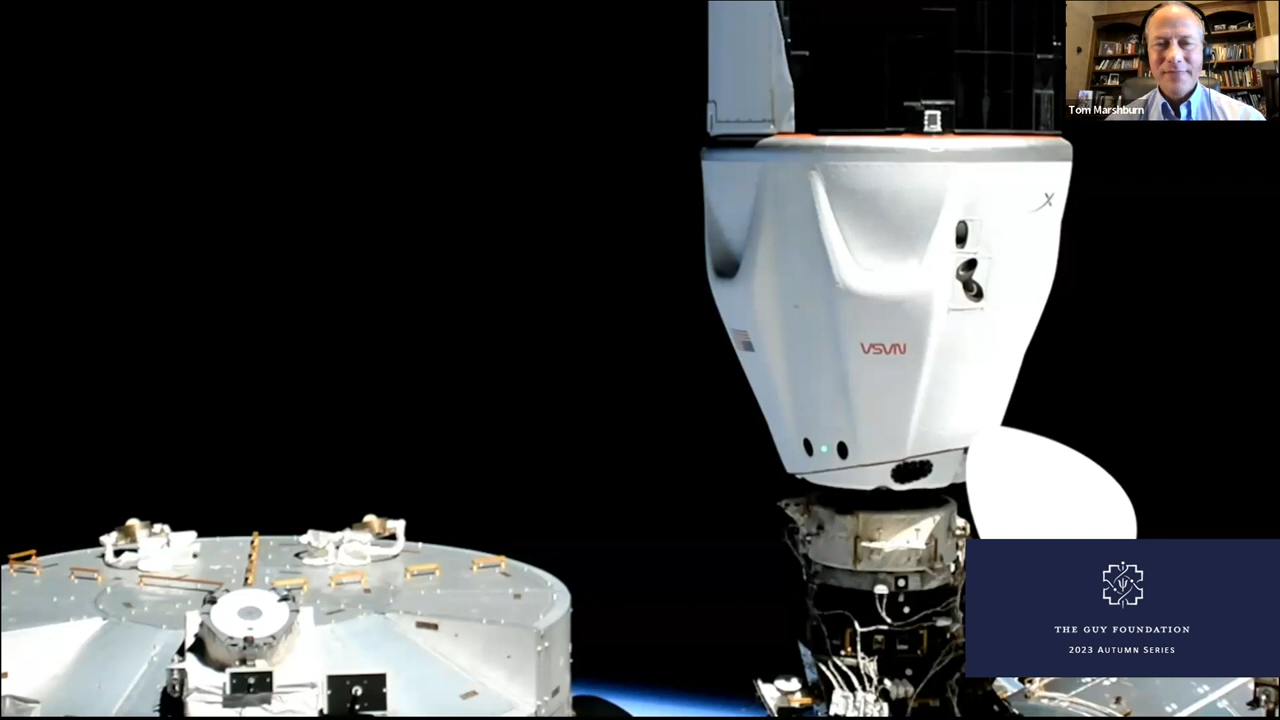 Tom Marshburn
X
NASA
THE GUY FOUNDATION
2023 AUTUMN SERIES